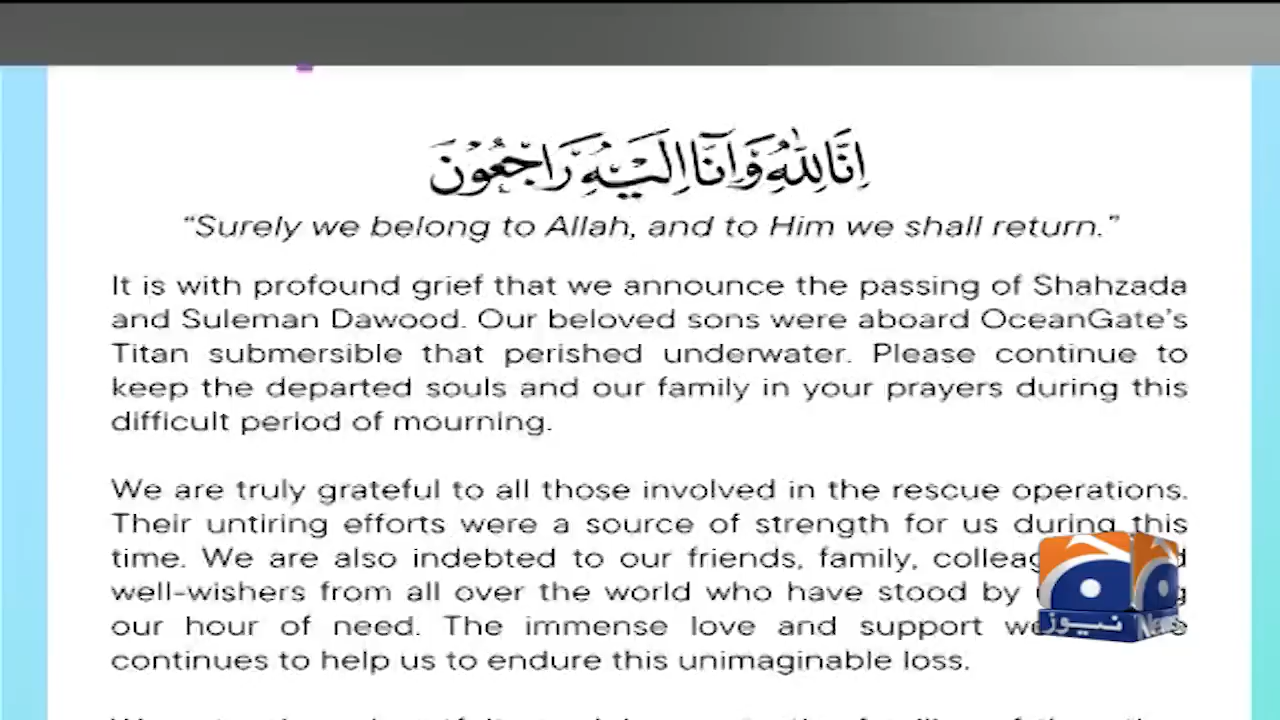 اِنَّا لِلّٰهِ وَاِنَّآ اِلَيْهِ رَاجِعُوْنَ
“Surely we belong to Allah, and to Him we shall return.”
It is with profound grief that we announce the passing of Shahzada
and Suleman Dawood. Our beloved sons were aboard OceanGate’s
Titan submersible that perished underwater. Please continue to
keep the departed souls and our family in your prayers during this
difficult period of mourning.
We are truly grateful to all those involved in the rescue operations.
Their untiring efforts were a source of strength for us during this
time. We are also indebted to our friends, family,
well-wishers from all over the world who have stood by
our hour of need. The immense love and support
continues to help us to endure this unimaginable loss.
نیوز News